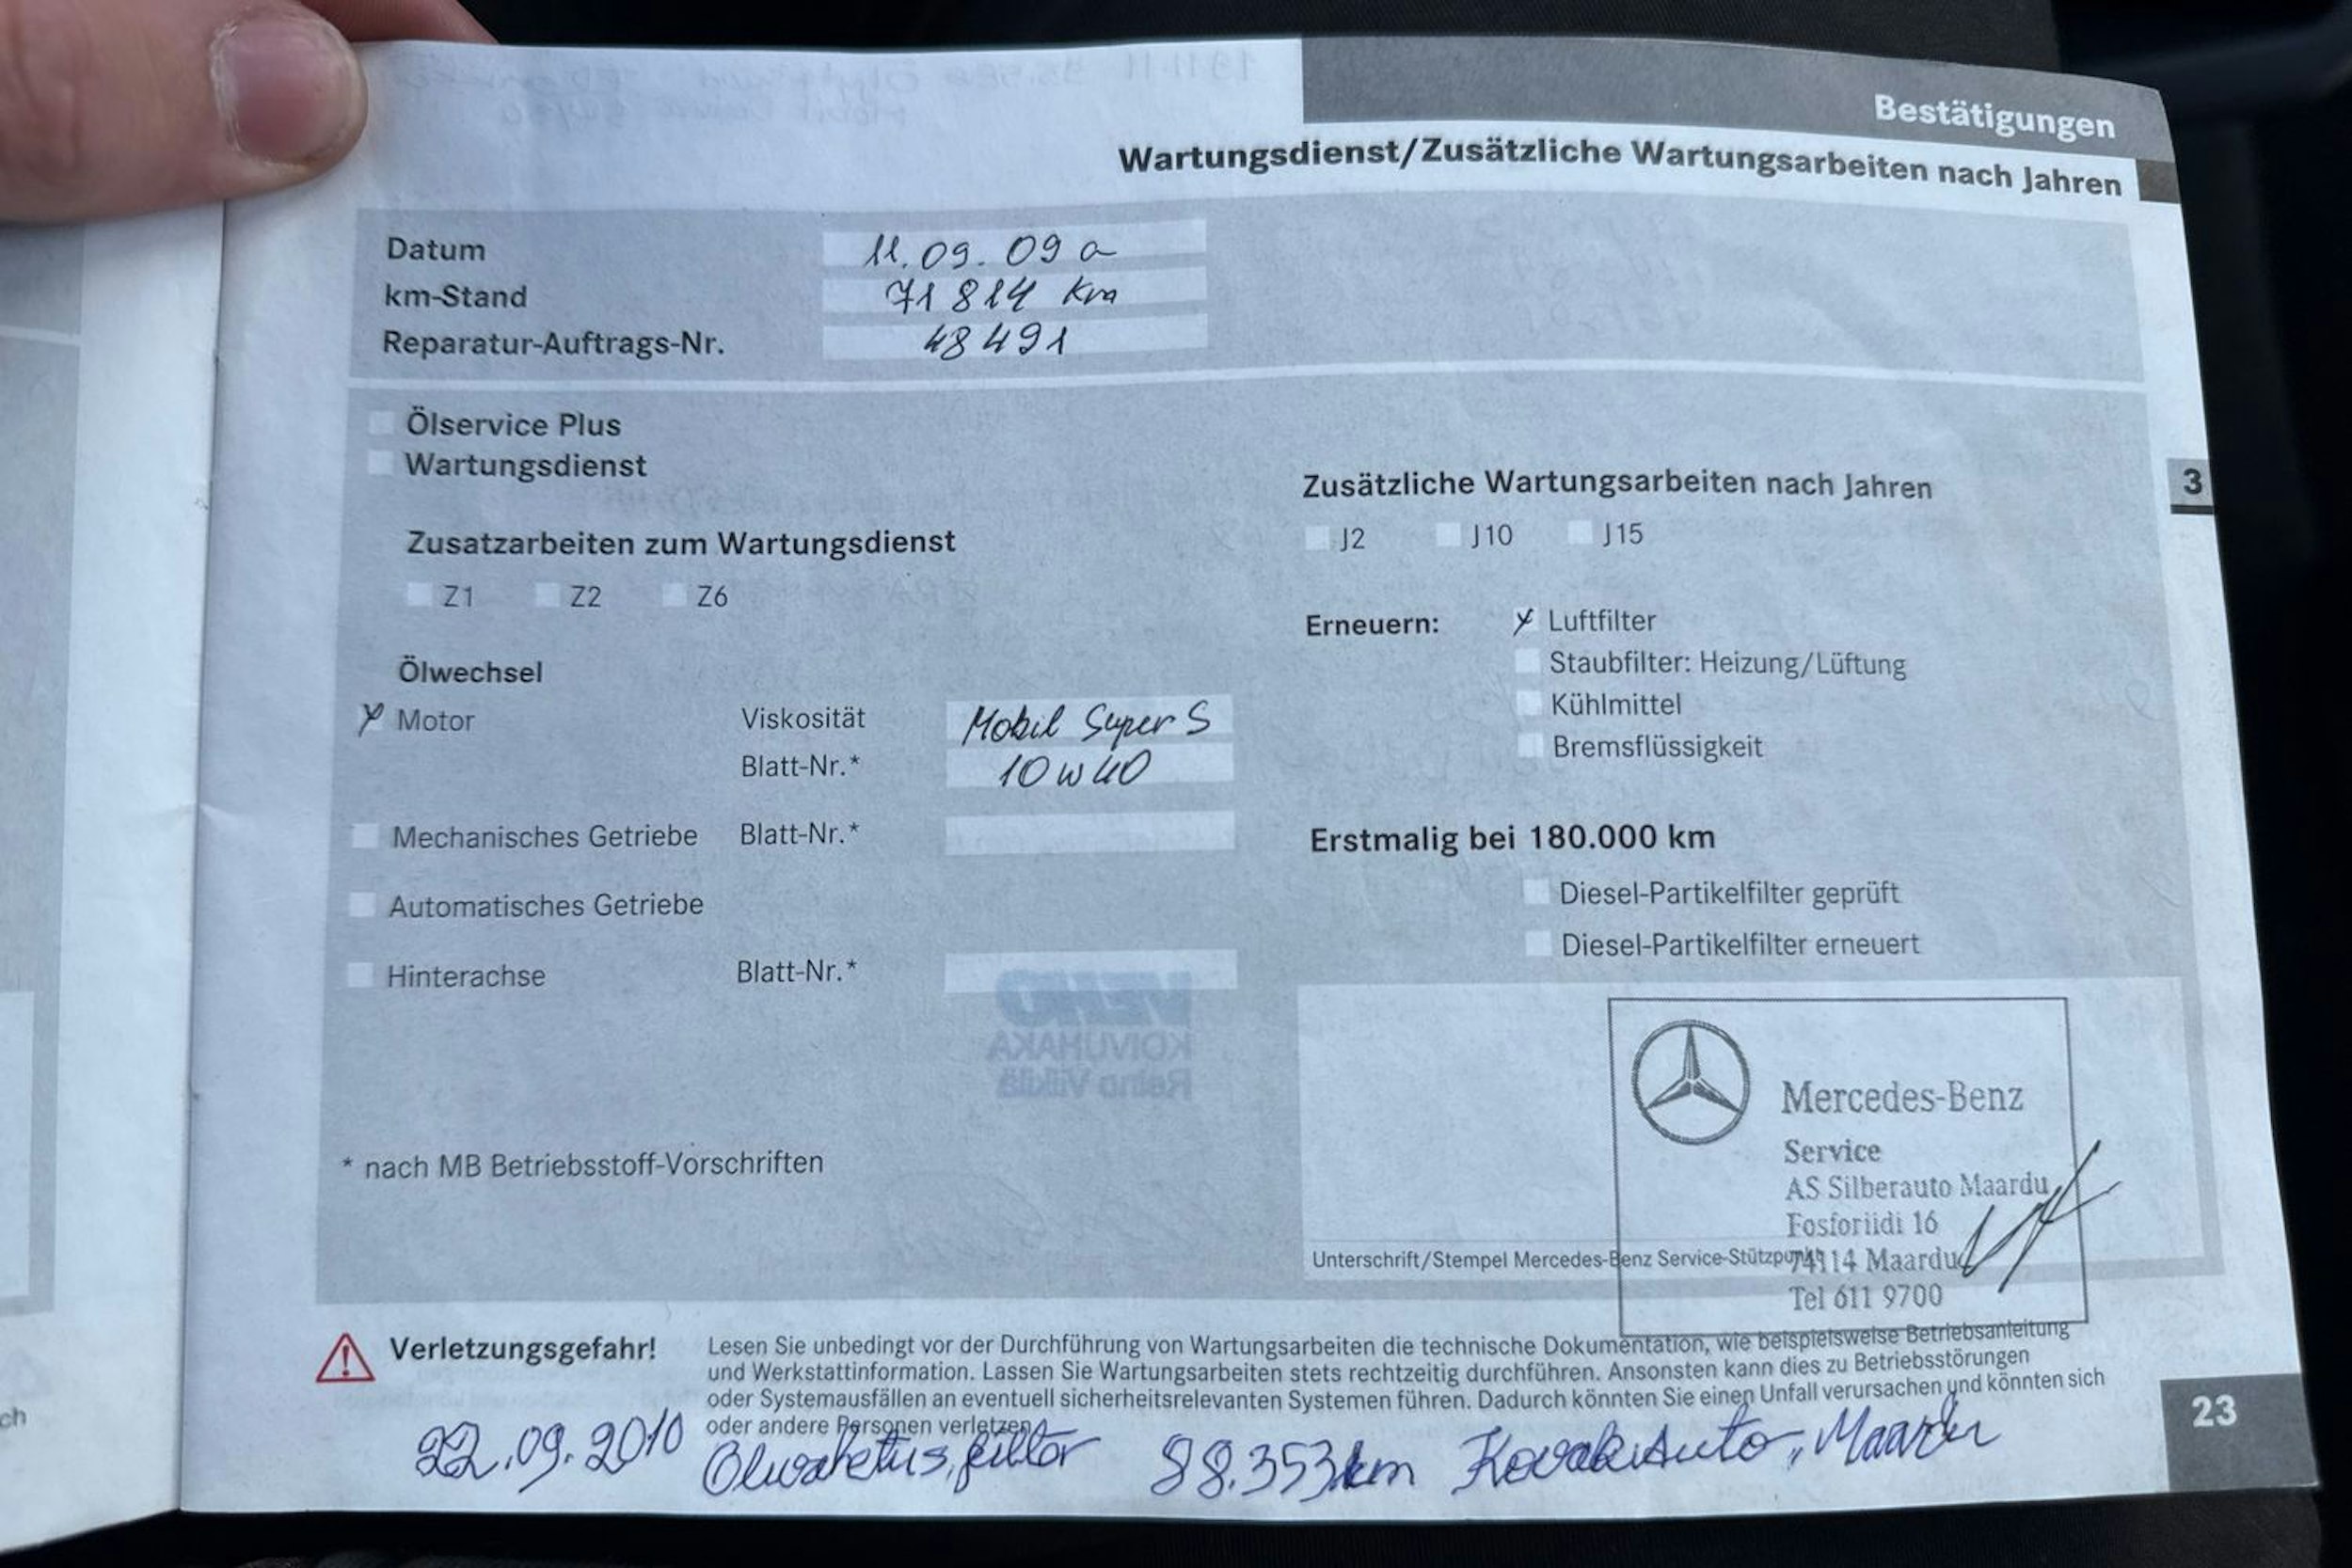 Bestätigungen
Wartungsdienst/Zusätzliche Wartungsarbeiten nach Jahren
Datum 11.09.09 a
km-Stand 71 814 km
Reparatur-Auftrags-Nr. 48 491
Ölservice Plus
Wartungsdienst
Zusatzarbeiten zum Wartungsdienst
Z1 Z2 Z6
Ölwechsel
Motor Viskosität Mobil Super S
Blatt-Nr.* 10 w 40
Mechanisches Getriebe Blatt-Nr.*
Automatisches Getriebe
Hinterachse Blatt-Nr.*
VEHO
KOIVUHAKA
* nach MB Betriebsstoff-Vorschriften
Zusätzliche Wartungsarbeiten nach Jahren
J2 J10 J15
3
Erneuern: Luftfilter
Staubfilter: Heizung/Lüftung
Kühlmittel
Bremsflüssigkeit
Erstmalig bei 180.000 km
Diesel-Partikelfilter geprüft
Diesel-Partikelfilter erneuert
Mercedes-Benz
Service
AS Silberauto Maardu
Fosforiidi 16
74114 Maardu
Tel 611 9700
Unterschrift/Stempel Mercedes-Benz Service-Stützpunkt
Verletzungsgefahr!
Lesen Sie unbedingt vor der Durchführung von Wartungsarbeiten die technische Dokumentation, wie beispielsweise Betriebsanleitung
und Werkstattinformation. Lassen Sie Wartungsarbeiten stets rechtzeitig durchführen. Ansonsten kann dies zu Betriebsstörungen
oder Systemausfällen an eventuell sicherheitsrelevanten Systemen führen. Dadurch könnten Sie einen Unfall verursachen und könnten sich
oder andere Personen verletzen.
23
22.09.2010 filter 88.353km Auto, Maardu
ch